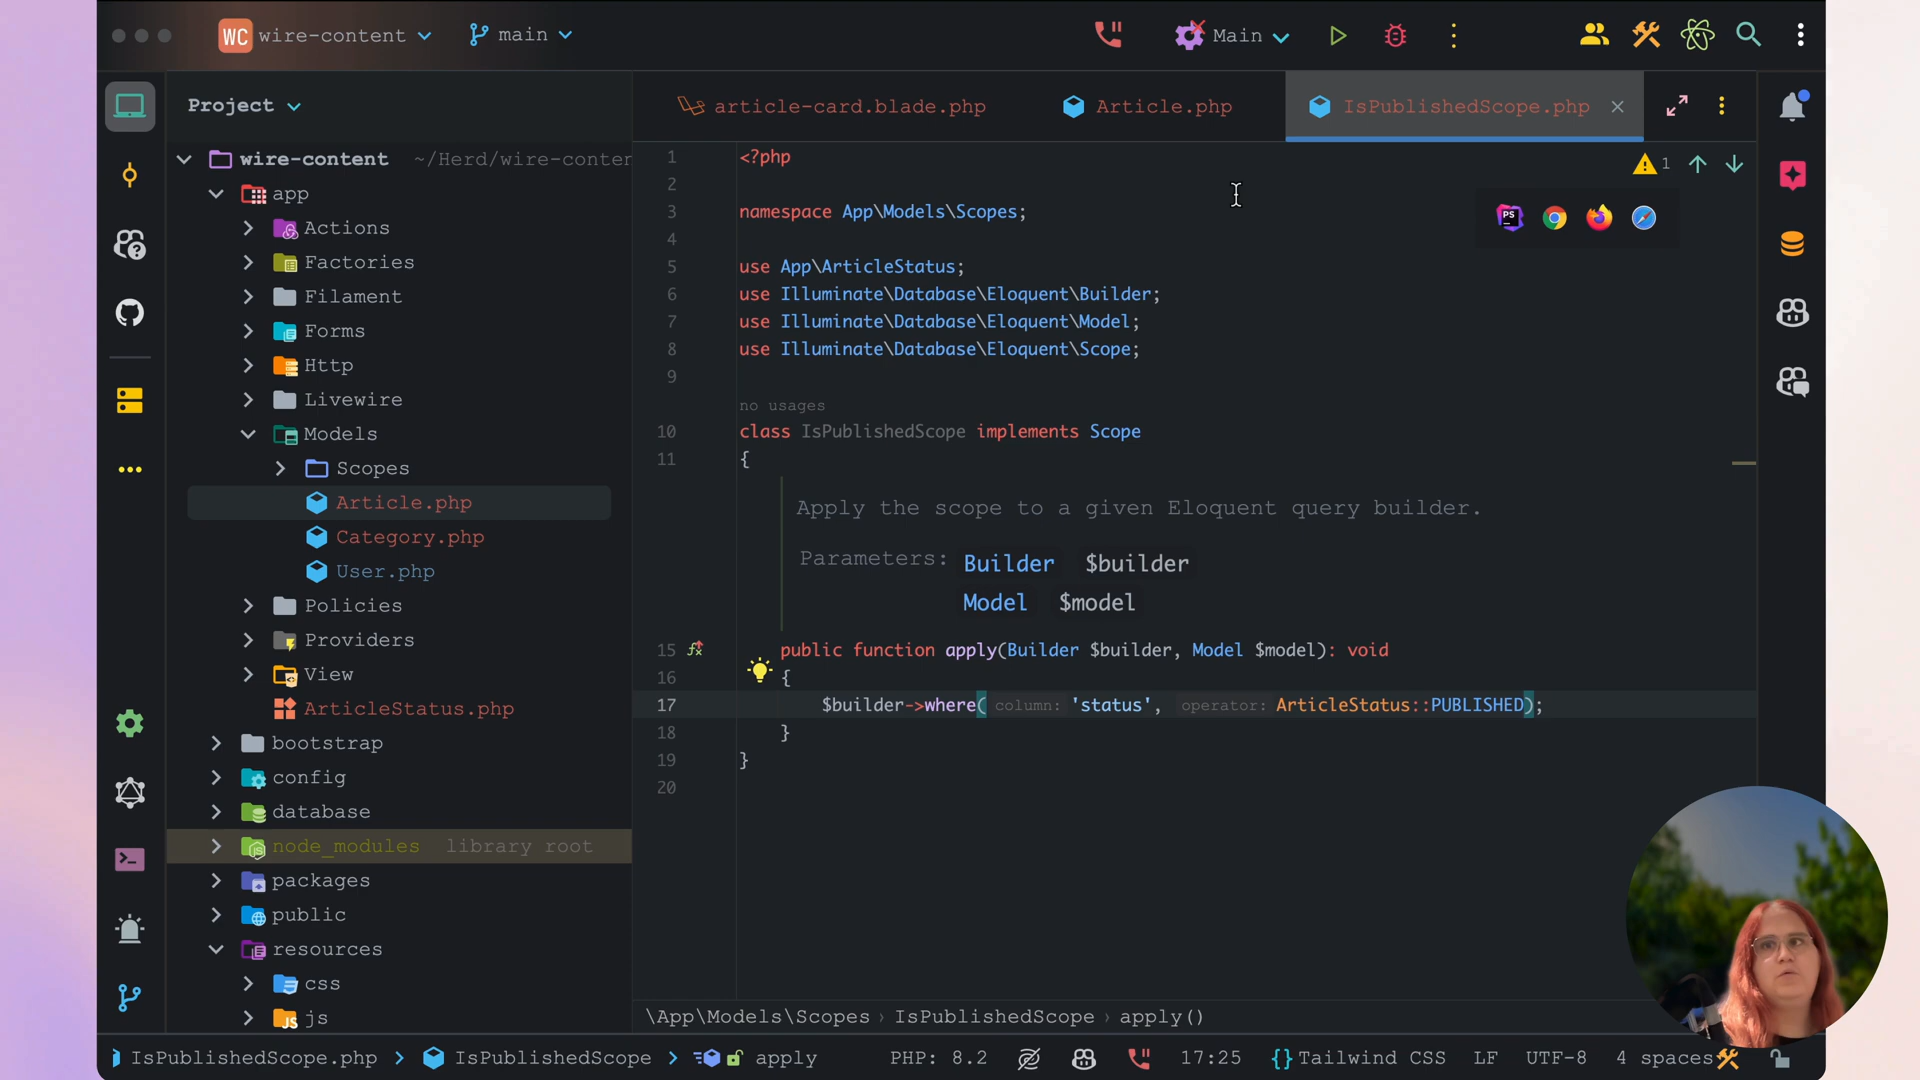 WC wire-content main Main
Project
article-card.blade.php Article.php IsPublishedScope.php
wire-content ~/Herd/wire-conten
app
Actions
Factories
Filament
Forms
Http
Livewire
Models
Scopes
Article.php
Category.php
User.php
Policies
Providers
View
ArticleStatus.php
bootstrap
config
database
node_modules library root
packages
public
resources
css
js
1 <?php
2
3 namespace App\Models\Scopes;
4
5 use App\ArticleStatus;
6 use Illuminate\Database\Eloquent\Builder;
7 use Illuminate\Database\Eloquent\Model;
8 use Illuminate\Database\Eloquent\Scope;
9
no usages
10 class IsPublishedScope implements Scope
11 {
Apply the scope to a given Eloquent query builder.
Parameters: Builder $builder
Model $model
15 public function apply(Builder $builder, Model $model): void
16 {
17 $builder->where( column: 'status', operator: ArticleStatus::PUBLISHED);
18 }
19 }
20
1
PS
\App\Models\Scopes › IsPublishedScope › apply()
IsPublishedScope.php > IsPublishedScope > apply PHP: 8.2 17:25 {} Tailwind CSS LF UTF-8 4 spaces